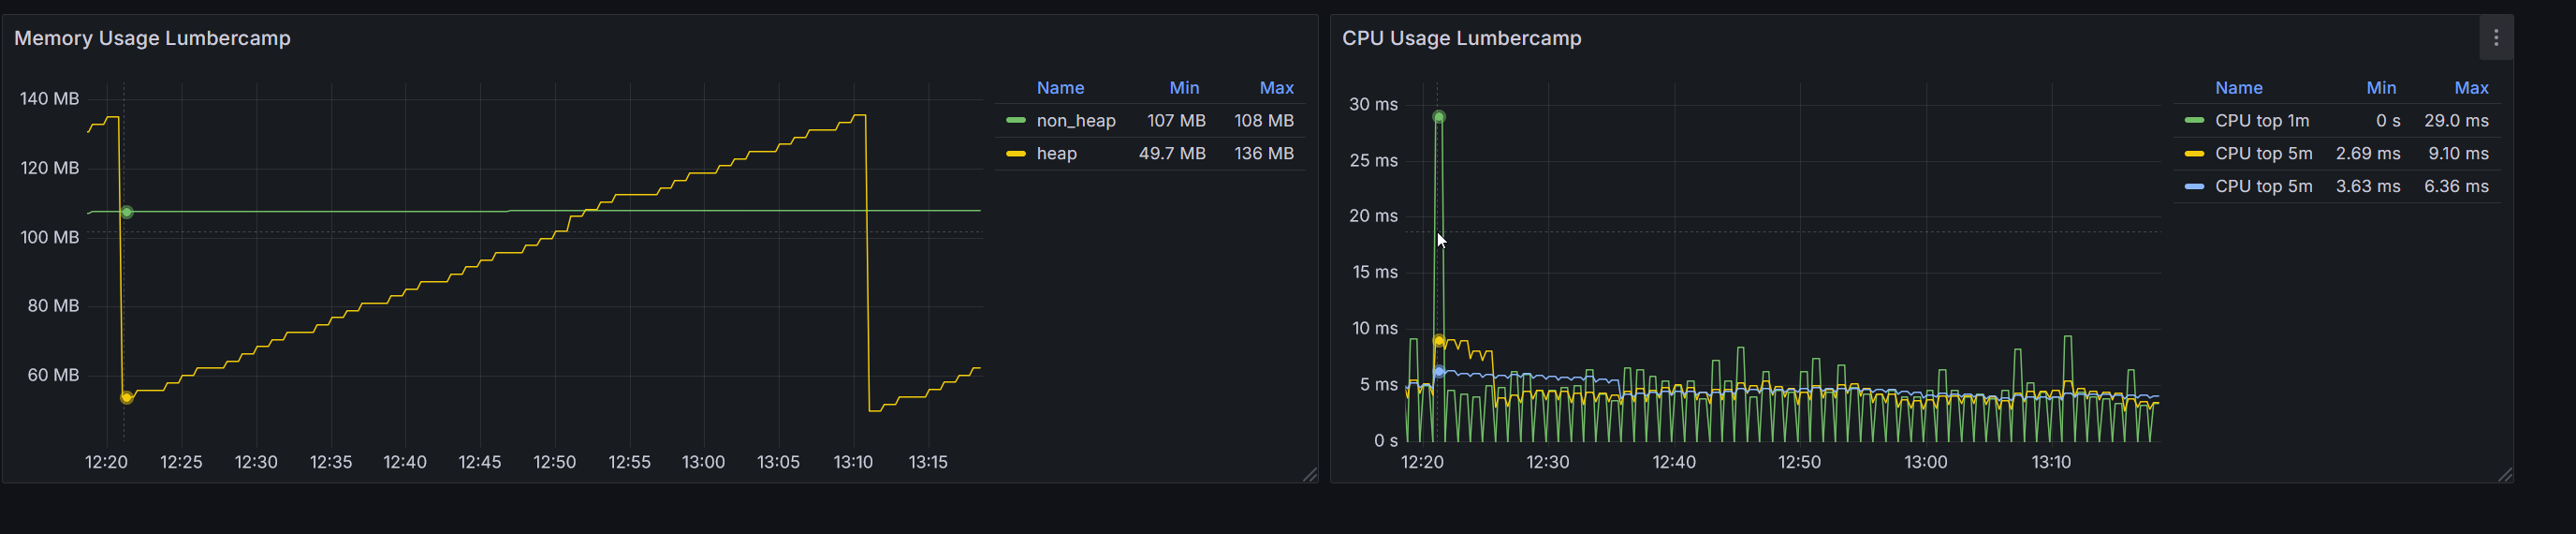 Memory Usage Lumbercamp
140 MB
120 MB
100 MB
80 MB
60 MB
12:20 12:25 12:30 12:35 12:40 12:45 12:50 12:55 13:00 13:05 13:10 13:15
Name Min Max
non_heap 107 MB 108 MB
heap 49.7 MB 136 MB
CPU Usage Lumbercamp
30 ms
25 ms
20 ms
15 ms
10 ms
5 ms
0 s
12:20 12:30 12:40 12:50 13:00 13:10
Name Min Max
CPU top 1m 0 s 29.0 ms
CPU top 5m 2.69 ms 9.10 ms
CPU top 5m 3.63 ms 6.36 ms